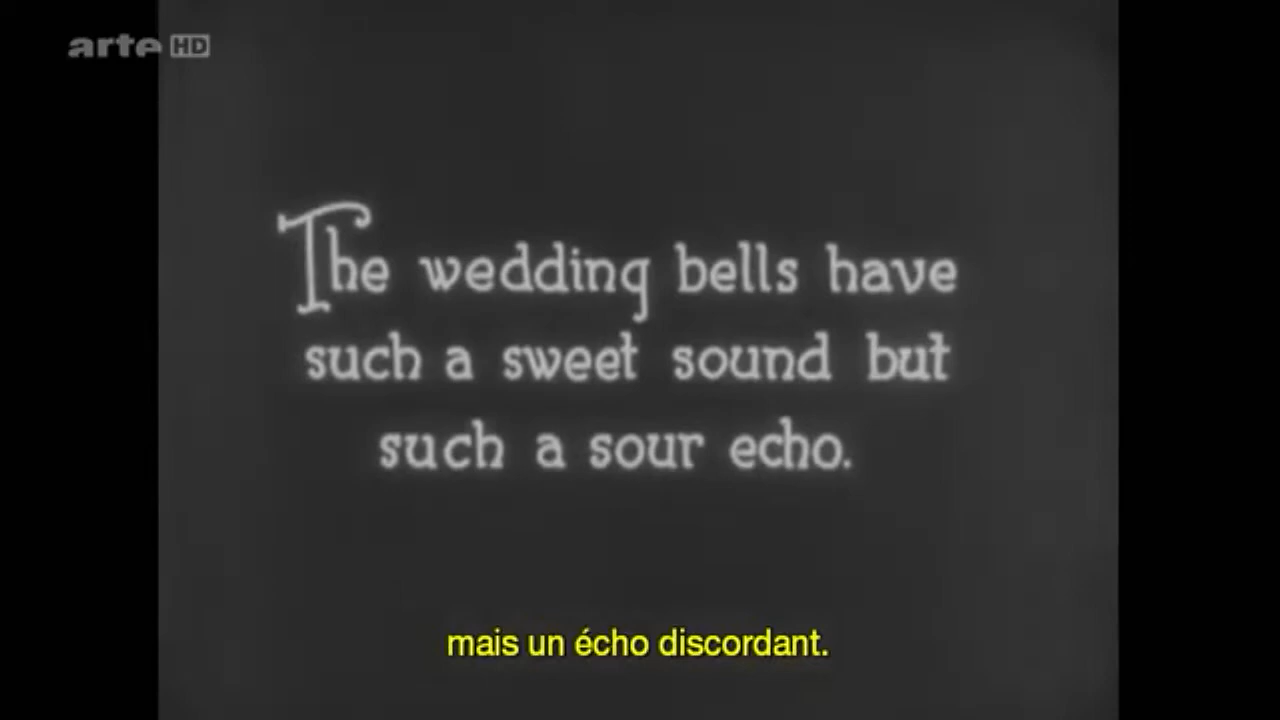 arte HD
The wedding bells have
such a sweet sound but
such a sour echo.
mais un écho discordant.